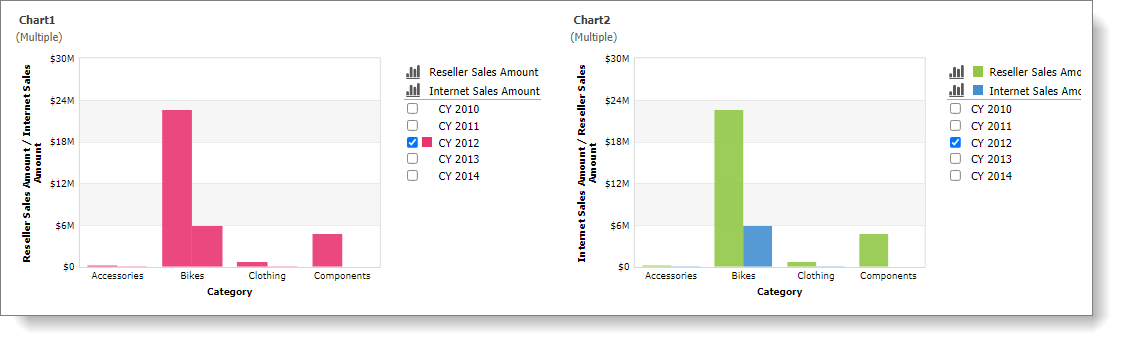 Chart1
(Multiple)
Reseller Sales Amount / Internet Sales
Amount
$30M
$24M
$18M
$12M
$6M
$0
Accessories
Bikes
Clothing
Components
Category
Reseller Sales Amount
Internet Sales Amount
CY 2010
CY 2011
CY 2012
CY 2013
CY 2014
Chart2
(Multiple)
Internet Sales Amount / Reseller Sales
Amount
$30M
$24M
$18M
$12M
$6M
$0
Accessories
Bikes
Clothing
Components
Category
Reseller Sales Amo
Internet Sales Amc
CY 2010
CY 2011
CY 2012
CY 2013
CY 2014